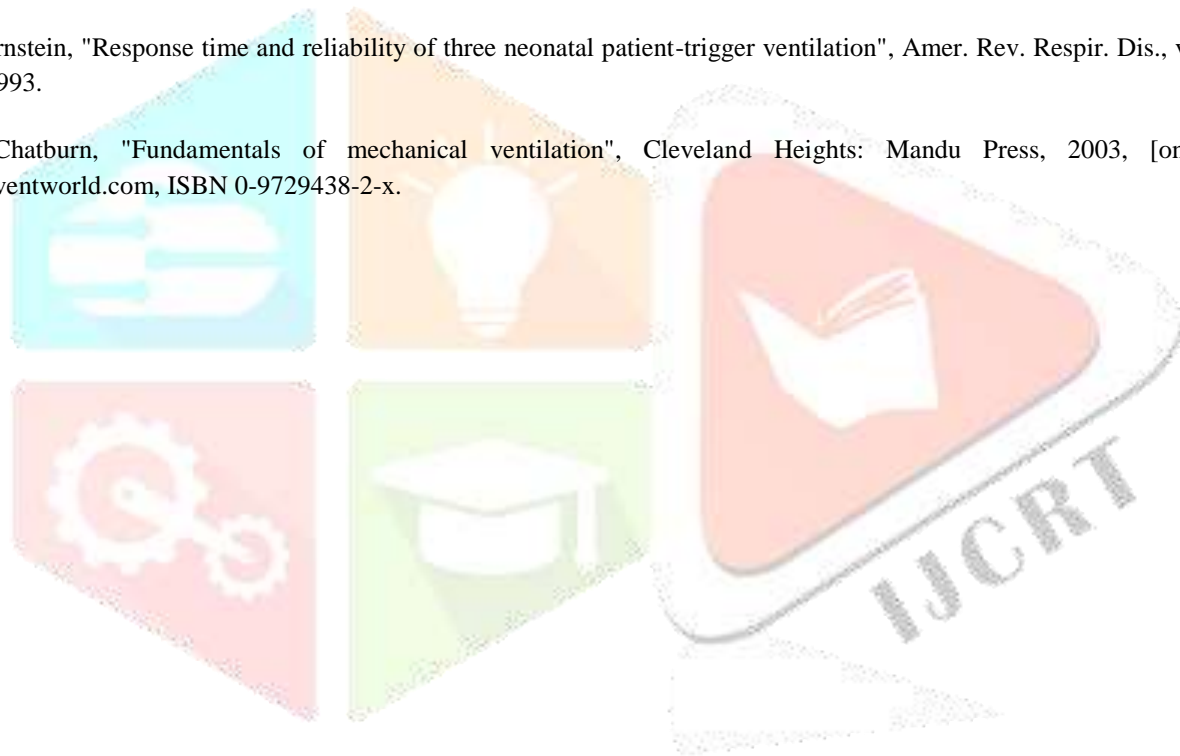 rnstein, "Response time and reliability of three neonatal patient-trigger ventilation", Amer. Rev. Respir. Dis., v
993.
Chatburn, "Fundamentals of mechanical ventilation", Cleveland Heights: Mandu Press, 2003, [on
ventworld.com, ISBN 0-9729438-2-x.
IJCRT